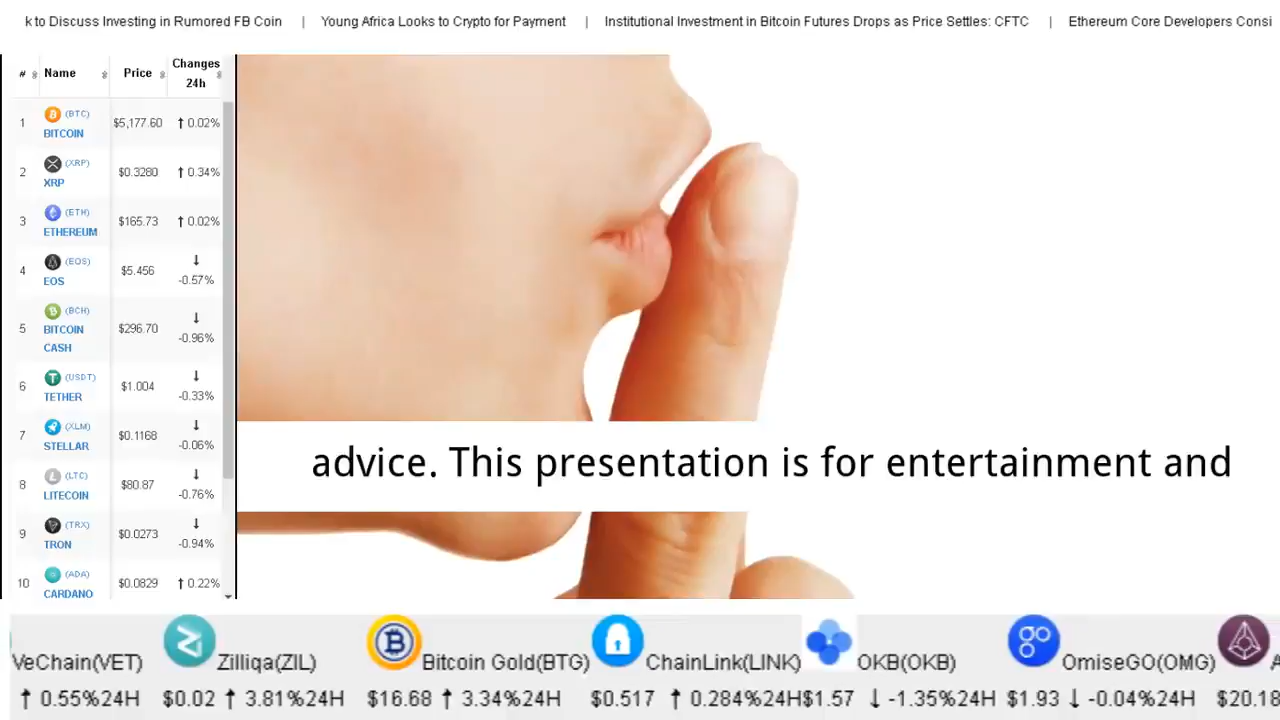 k to Discuss Investing in Rumored FB Coin | Young Africa Looks to Crypto for Payment | Institutional Investment in Bitcoin Futures Drops as Price Settles: CFTC | Ethereum Core Developers Consi
# Name Price Changes 24h
1 (BTC) BITCOIN $5,177.60 ↑ 0.02%
2 (XRP) XRP $0.3280 ↑ 0.34%
3 (ETH) ETHEREUM $165.73 ↑ 0.02%
4 (EOS) EOS $5.456 ↓ -0.57%
5 (BCH) BITCOIN CASH $296.70 ↓ -0.96%
6 (USDT) TETHER $1.004 ↓ -0.33%
7 (XLM) STELLAR $0.1168 ↓ -0.06%
8 (LTC) LITECOIN $80.87 ↓ -0.76%
9 (TRX) TRON $0.0273 ↓ -0.94%
10 (ADA) CARDANO $0.0829 ↑ 0.22%
advice. This presentation is for entertainment and
VeChain(VET) Zilliqa(ZIL) Bitcoin Gold(BTG) ChainLink(LINK) OKB(OKB) OmiseGO(OMG) A
↑ 0.55%24H $0.02 ↑ 3.81%24H $16.68 ↑ 3.34%24H $0.517 ↑ 0.284%24H $1.57 ↓ -1.35%24H $1.93 ↓ -0.04%24H $20.18